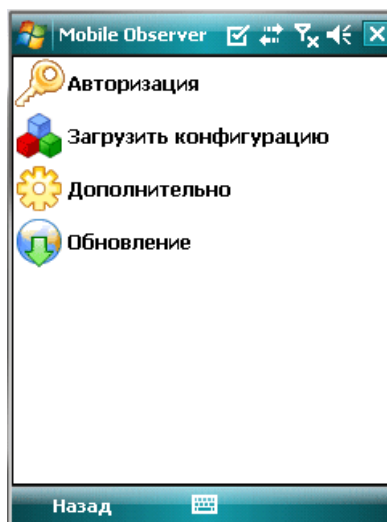 Mobile Observer
Авторизация
Загрузить конфигурацию
Дополнительно
Обновление
Назад